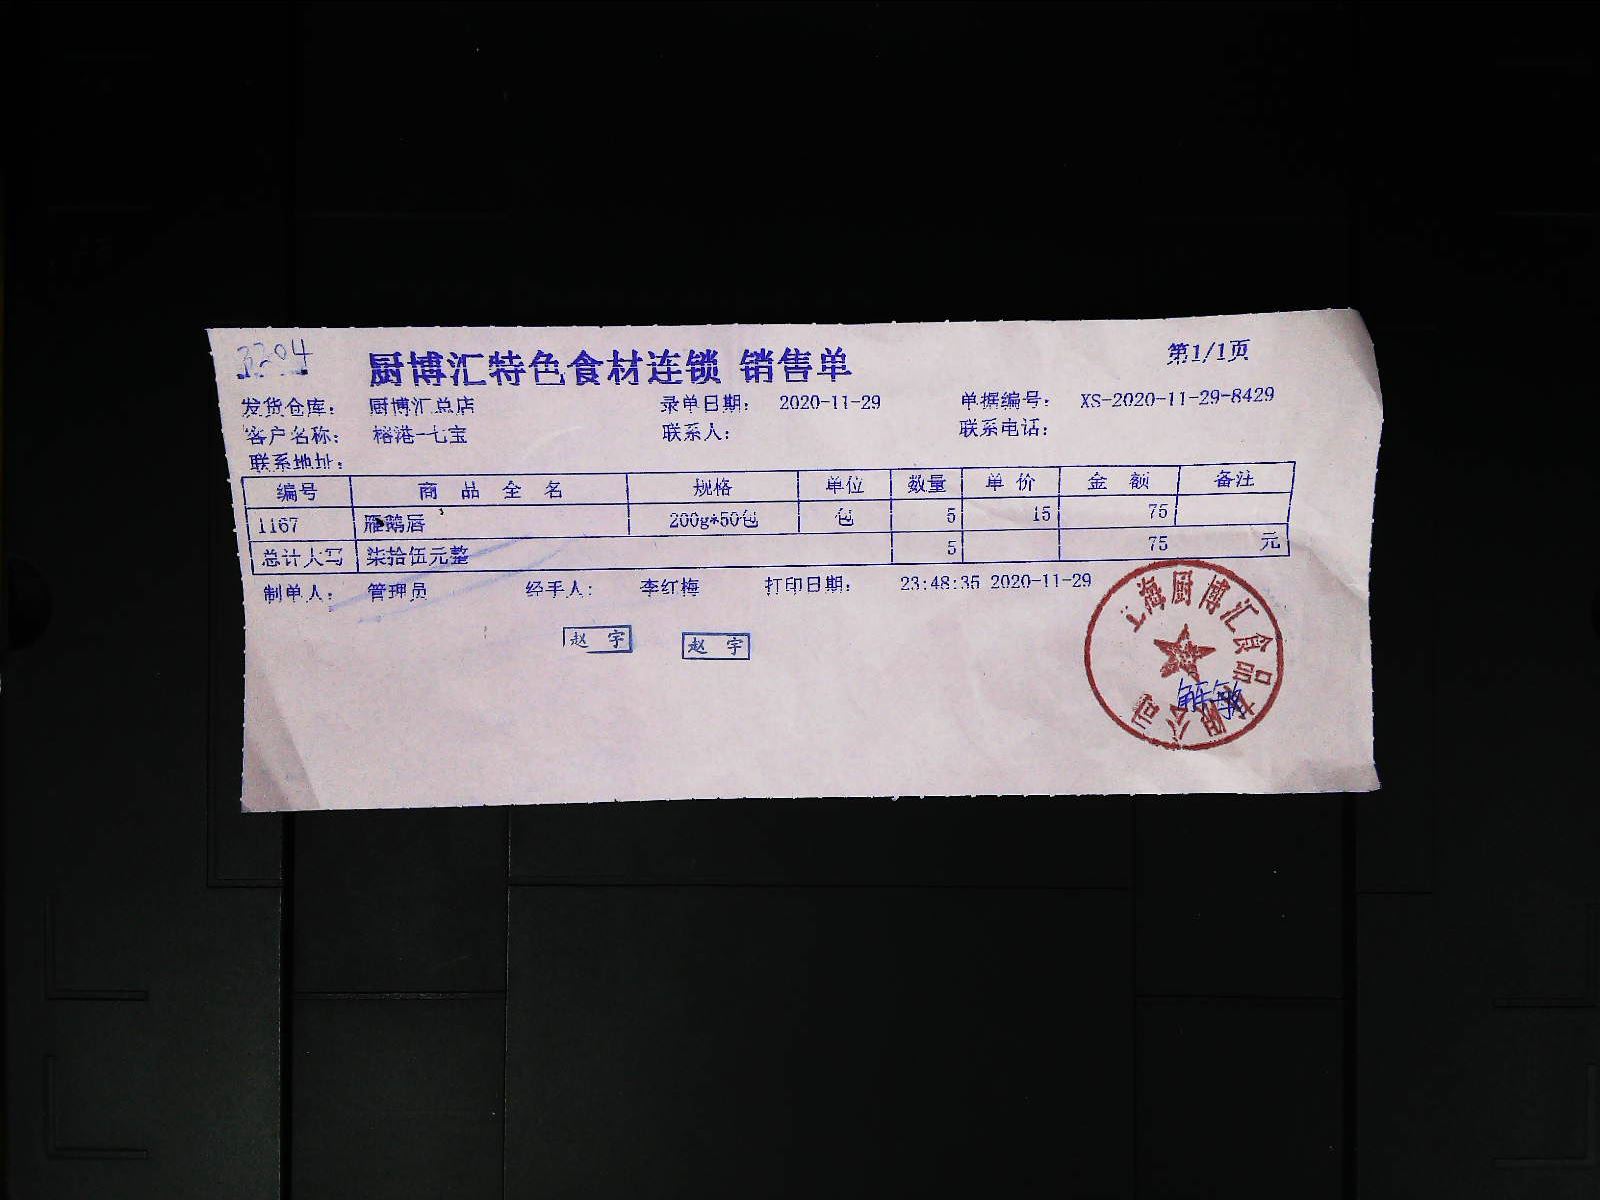 3204
厨博汇特色食材连锁 销售单
第1/1页
发货仓库： 厨博汇总店 录单日期： 2020-11-29 单据编号： XS-2020-11-29-8429
客户名称： 榕港-七宝 联系人： 联系电话：
联系地址：
编号 商品全名 规格 单位 数量 单价 金额 备注
1167 雁鹅唇 200g*50包 包 5 15 75
总计大写 柒拾伍元整 5 75 元
制单人： 管理员 经手人： 李红梅 打印日期： 23:48:35 2020-11-29
赵宇 赵宇
上海厨博汇食品有限公司